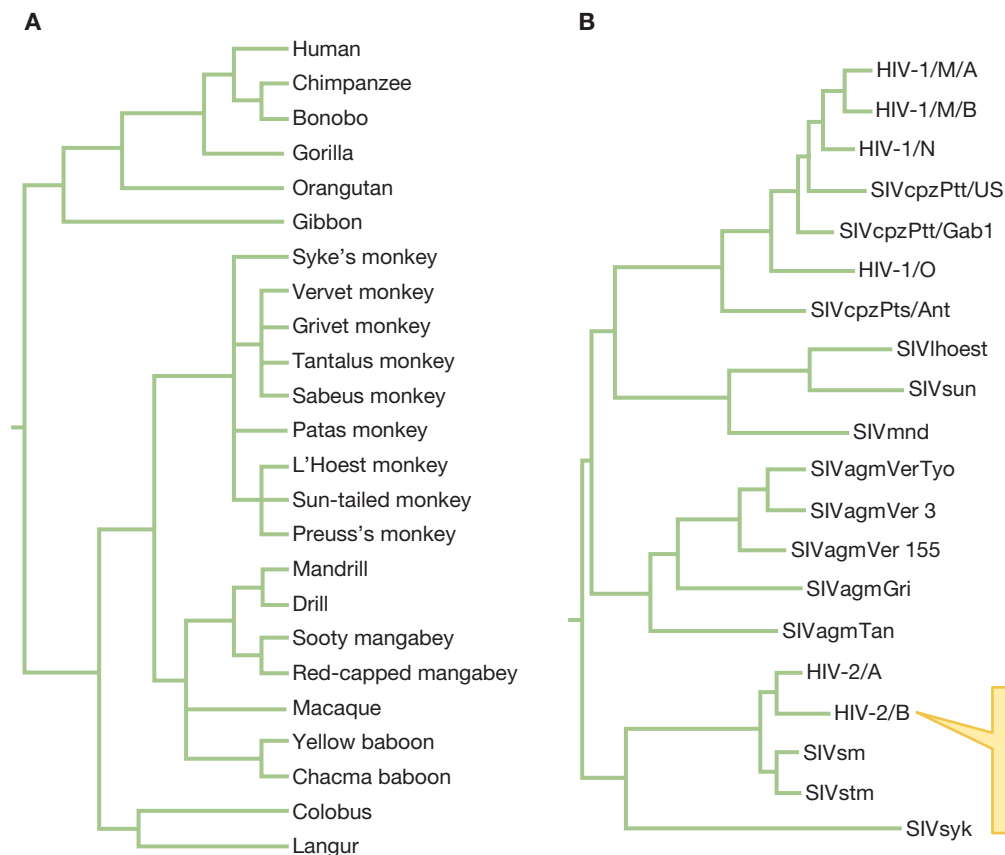 A
Human
Chimpanzee
Bonobo
Gorilla
Orangutan
Gibbon
Syke's monkey
Vervet monkey
Grivet monkey
Tantalus monkey
Sabeus monkey
Patas monkey
L'Hoest monkey
Sun-tailed monkey
Preuss's monkey
Mandrill
Drill
Sooty mangabey
Red-capped mangabey
Macaque
Yellow baboon
Chacma baboon
Colobus
Langur
B
HIV-1/M/A
HIV-1/M/B
HIV-1/N
SIVcpzPtt/US
SIVcpzPtt/Gab1
HIV-1/O
SIVcpzPts/Ant
SIVlhoest
SIVsun
SIVmnd
SIVagmVerTyo
SIVagmVer 3
SIVagmVer 155
SIVagmGri
SIVagmTan
HIV-2/A
HIV-2/B
SIVsm
SIVstm
SIVsyk